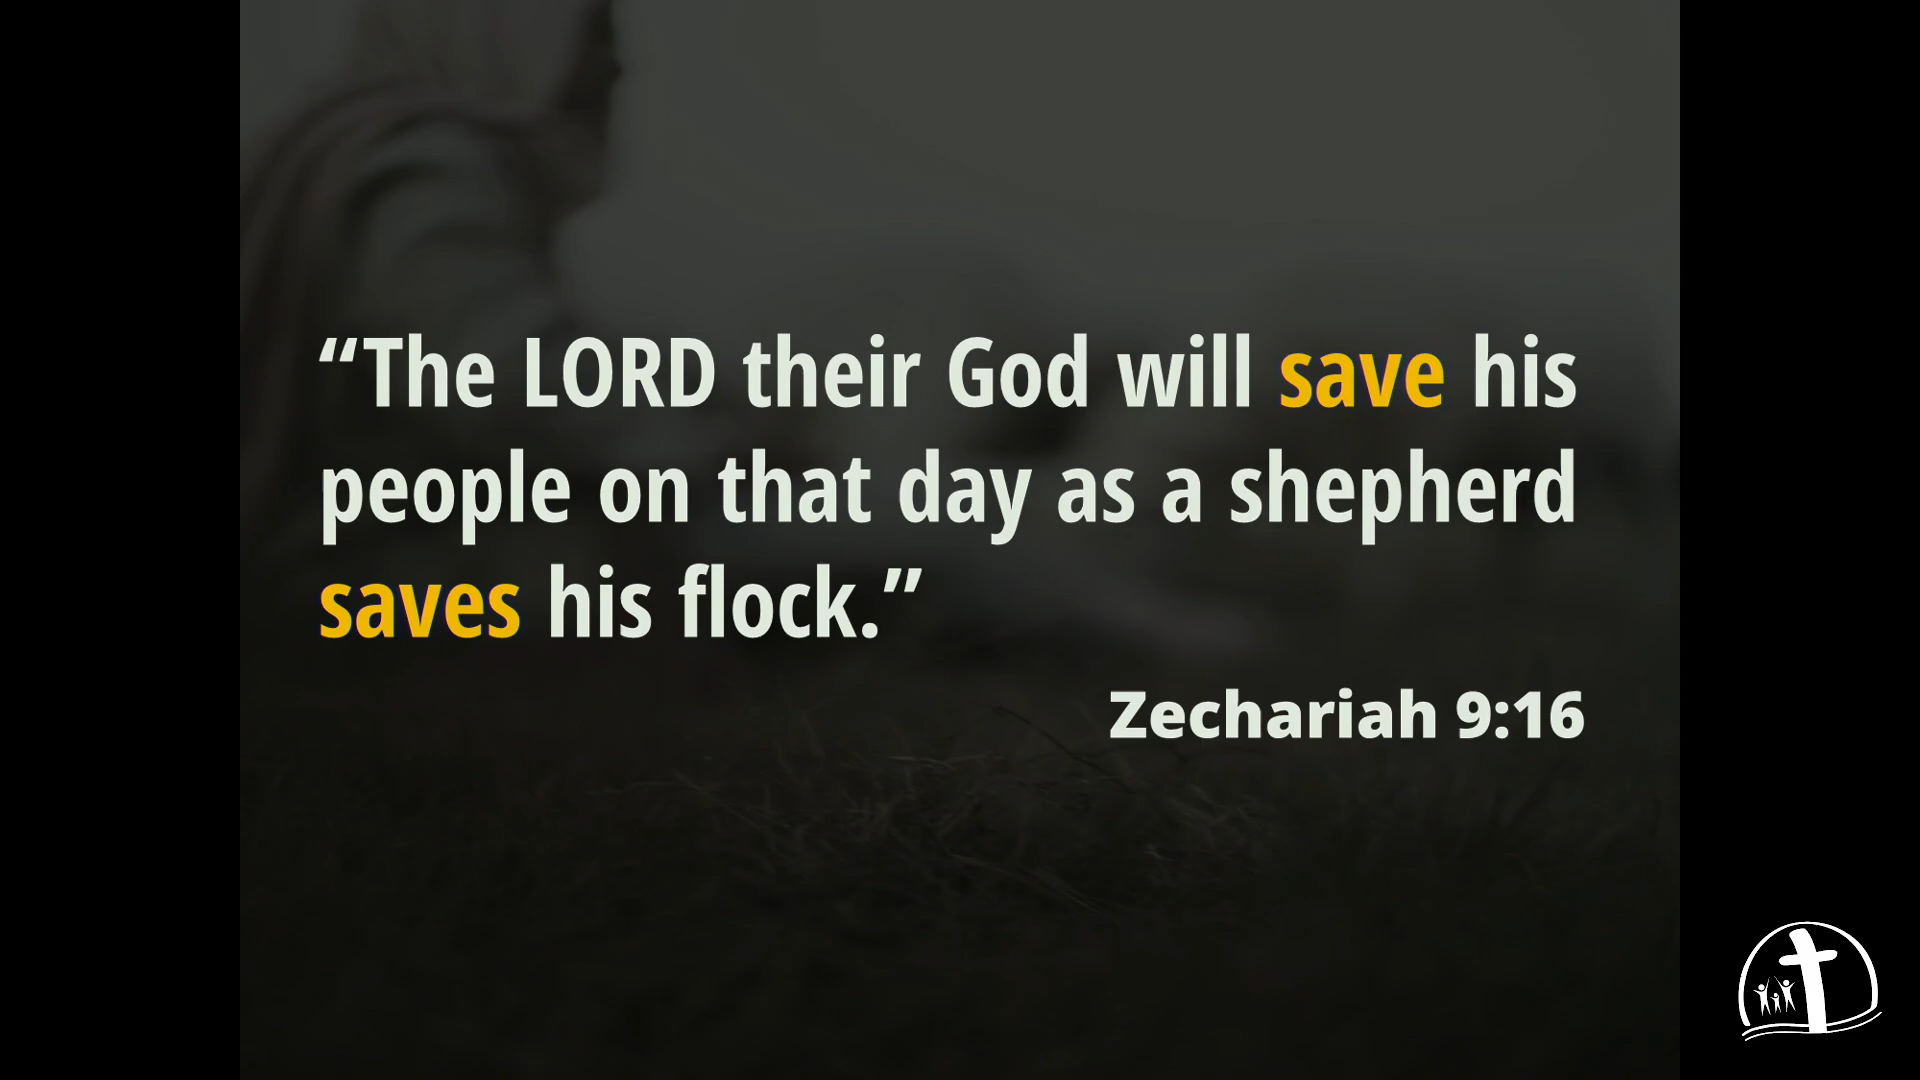 “The LORD their God will save his
people on that day as a shepherd
saves his flock.”
Zechariah 9:16